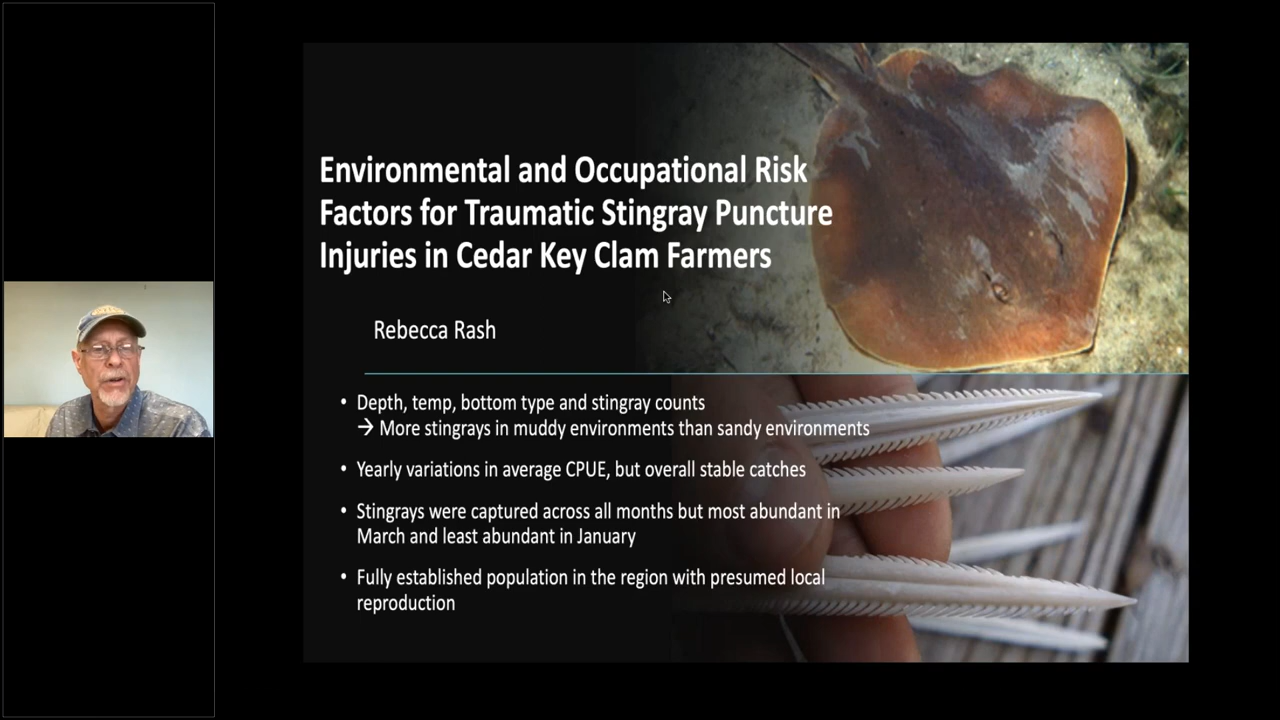 Environmental and Occupational Risk
Factors for Traumatic Stingray Puncture
Injuries in Cedar Key Clam Farmers
Rebecca Rash
• Depth, temp, bottom type and stingray counts
→ More stingrays in muddy environments than sandy environments
• Yearly variations in average CPUE, but overall stable catches
• Stingrays were captured across all months but most abundant in
March and least abundant in January
• Fully established population in the region with presumed local
reproduction